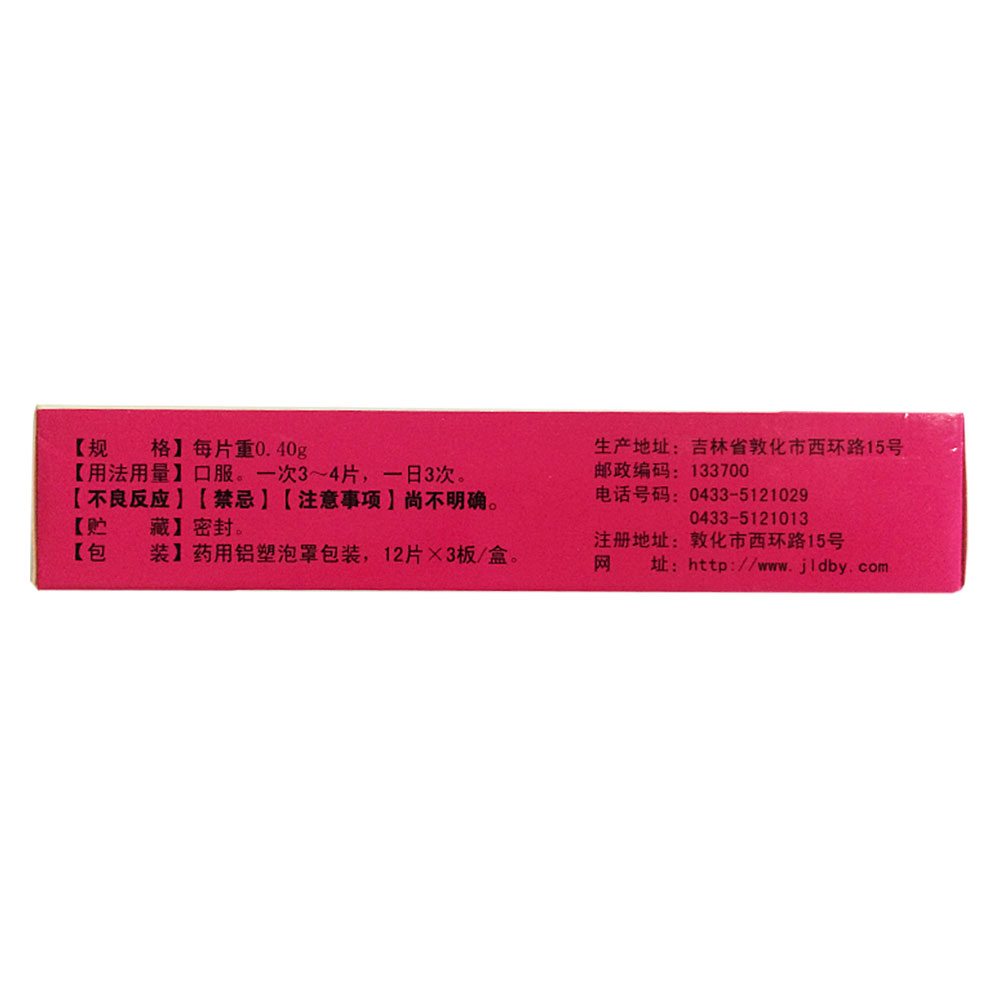 【规　　格】每片重0.40g
【用法用量】口服。一次3～4片，一日3次。
【不良反应】【禁忌】【注意事项】尚不明确。
【贮　　藏】密封。
【包　　装】药用铝塑泡罩包装，12片×3板/盒。
生产地址：吉林省敦化市西环路15号
邮政编码：133700
电话号码：0433-5121029
0433-5121013
注册地址：敦化市西环路15号
网　　址：http://www.jldby.com